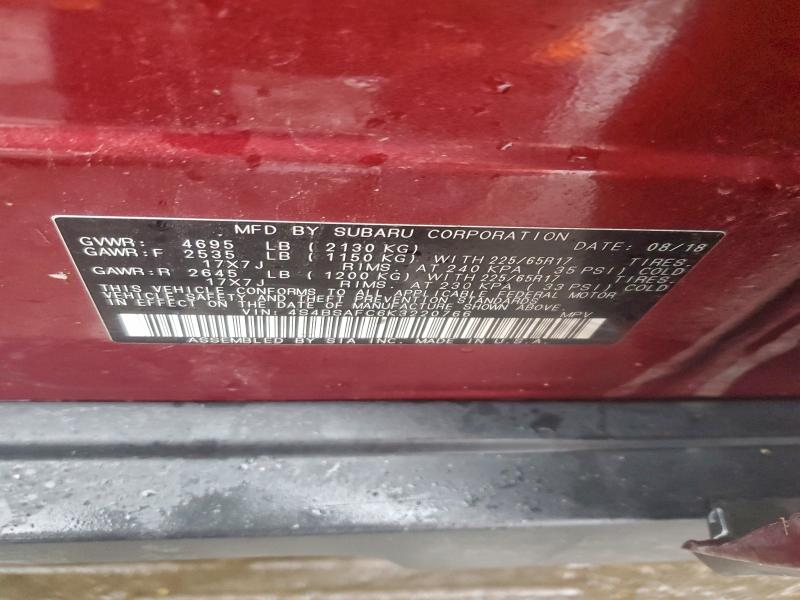 MFD BY SUBARU CORPORATION
GVWR: 4695 LB (2130 KG) DATE: 08/18
GAWR:F 2535 LB (1150 KG) WITH 225/65R17 TIRES.
17X7J RIMS. AT 240 KPA (35 PSI) COLD
GAWR:R 2645 LB (1200 KG) WITH 225/65R17 TIRES.
17X7J RIMS. AT 230 KPA (33 PSI) COLD
THIS VEHICLE CONFORMS TO ALL APPLICABLE FEDERAL MOTOR
VEHICLE SAFETY AND THEFT PREVENTION STANDARDS
IN EFFECT ON THE DATE OF MANUFACTURE SHOWN ABOVE.
VIN: 4S4BSAFC6K3220766 MPV
ASSEMBLED BY SIA INC. MADE IN U.S.A.